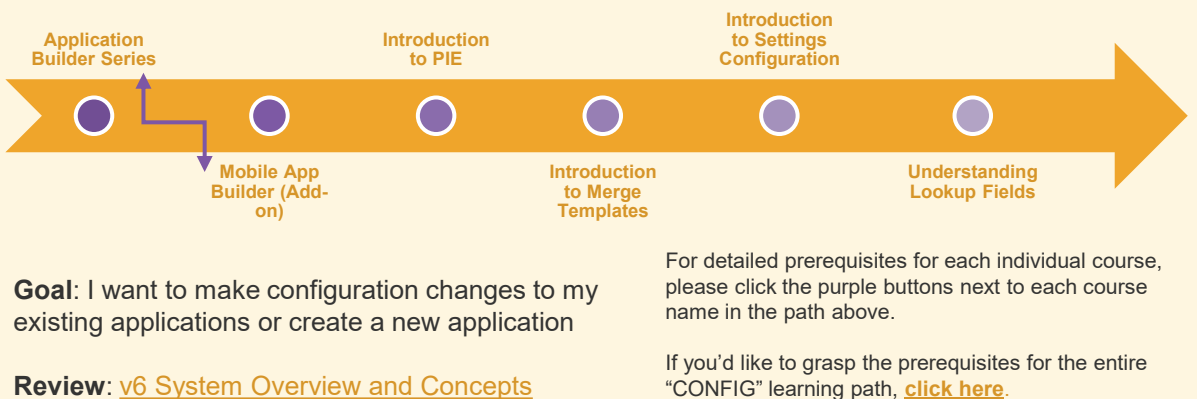 Application
Builder Series
Mobile App
Builder (Add-
on)
Introduction
to PIE
Introduction
to Merge
Templates
Introduction
to Settings
Configuration
Understanding
Lookup Fields
Goal: I want to make configuration changes to my
existing applications or create a new application
Review: v6 System Overview and Concepts
For detailed prerequisites for each individual course,
please click the purple buttons next to each course
name in the path above.
If you’d like to grasp the prerequisites for the entire
“CONFIG” learning path, click here.